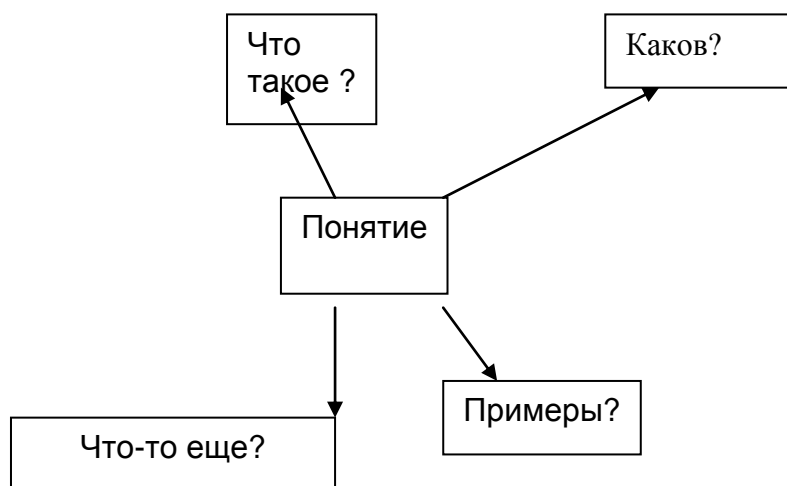 Что
такое ?
Каков?
Понятие
Примеры?
Что-то еще?